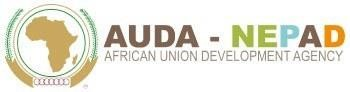 AUDA - NEPAD
AFRICAN UNION DEVELOPMENT AGENCY